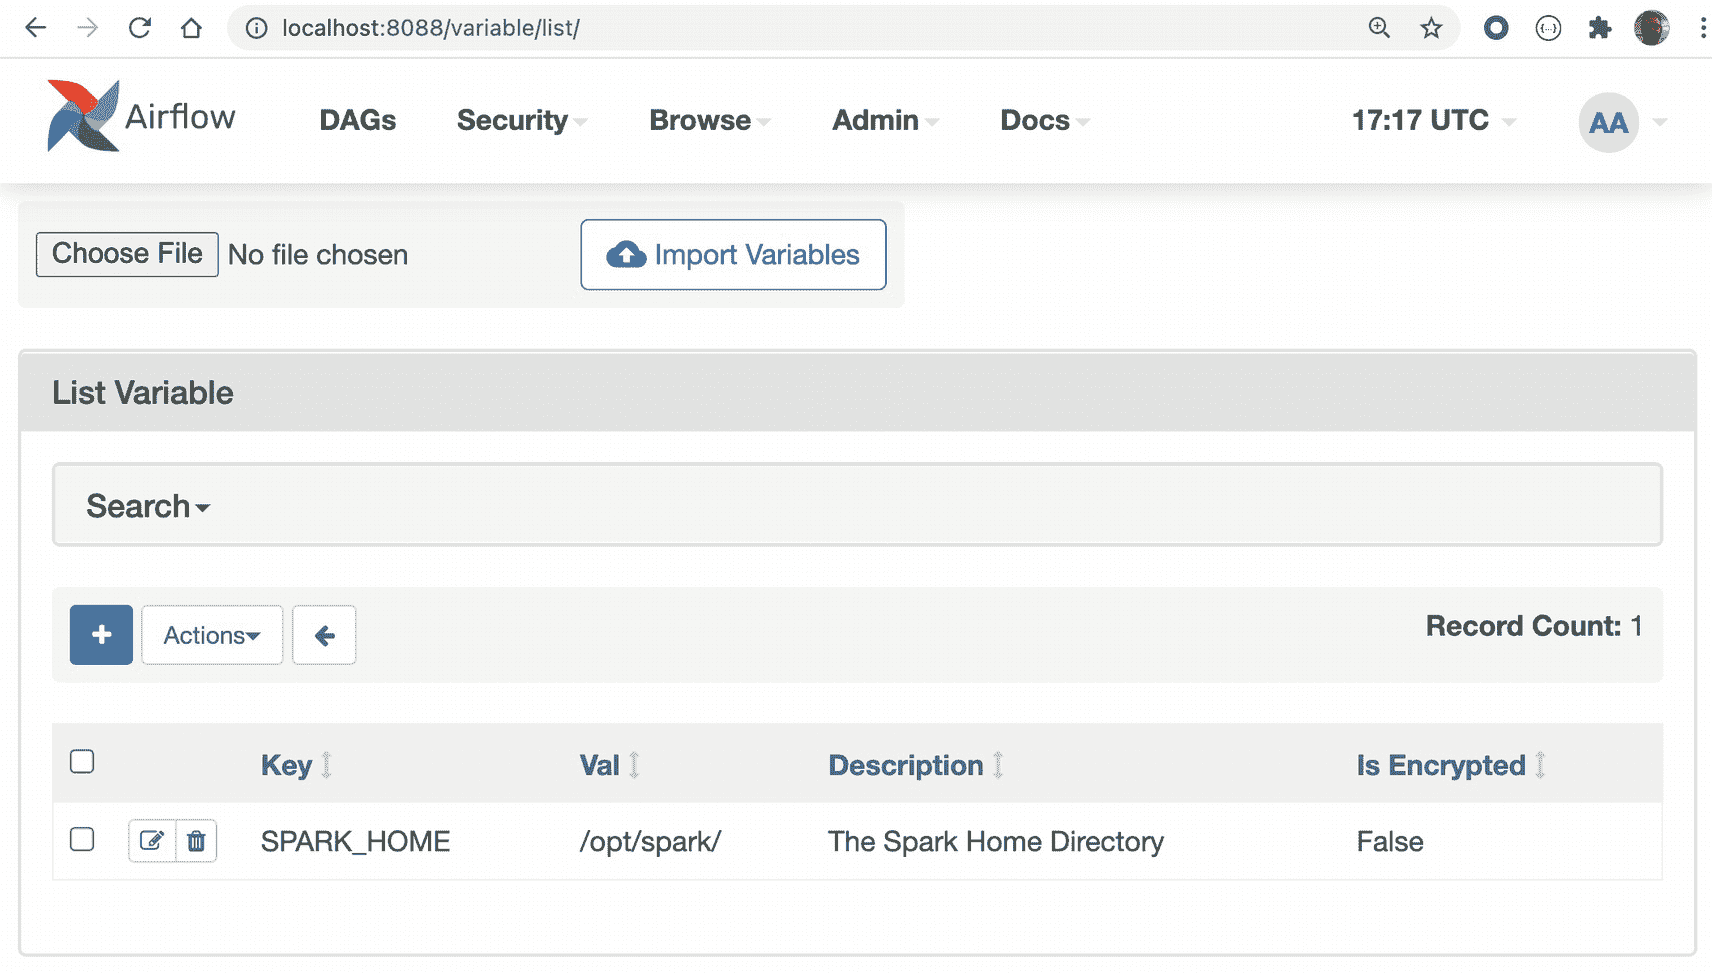 localhost:8088/variable/list/
Airflow DAGs Security Browse Admin Docs 17:17 UTC AA
Choose File No file chosen Import Variables
List Variable
Search
+ Actions Record Count: 1
Key Val Description Is Encrypted
SPARK_HOME /opt/spark/ The Spark Home Directory False